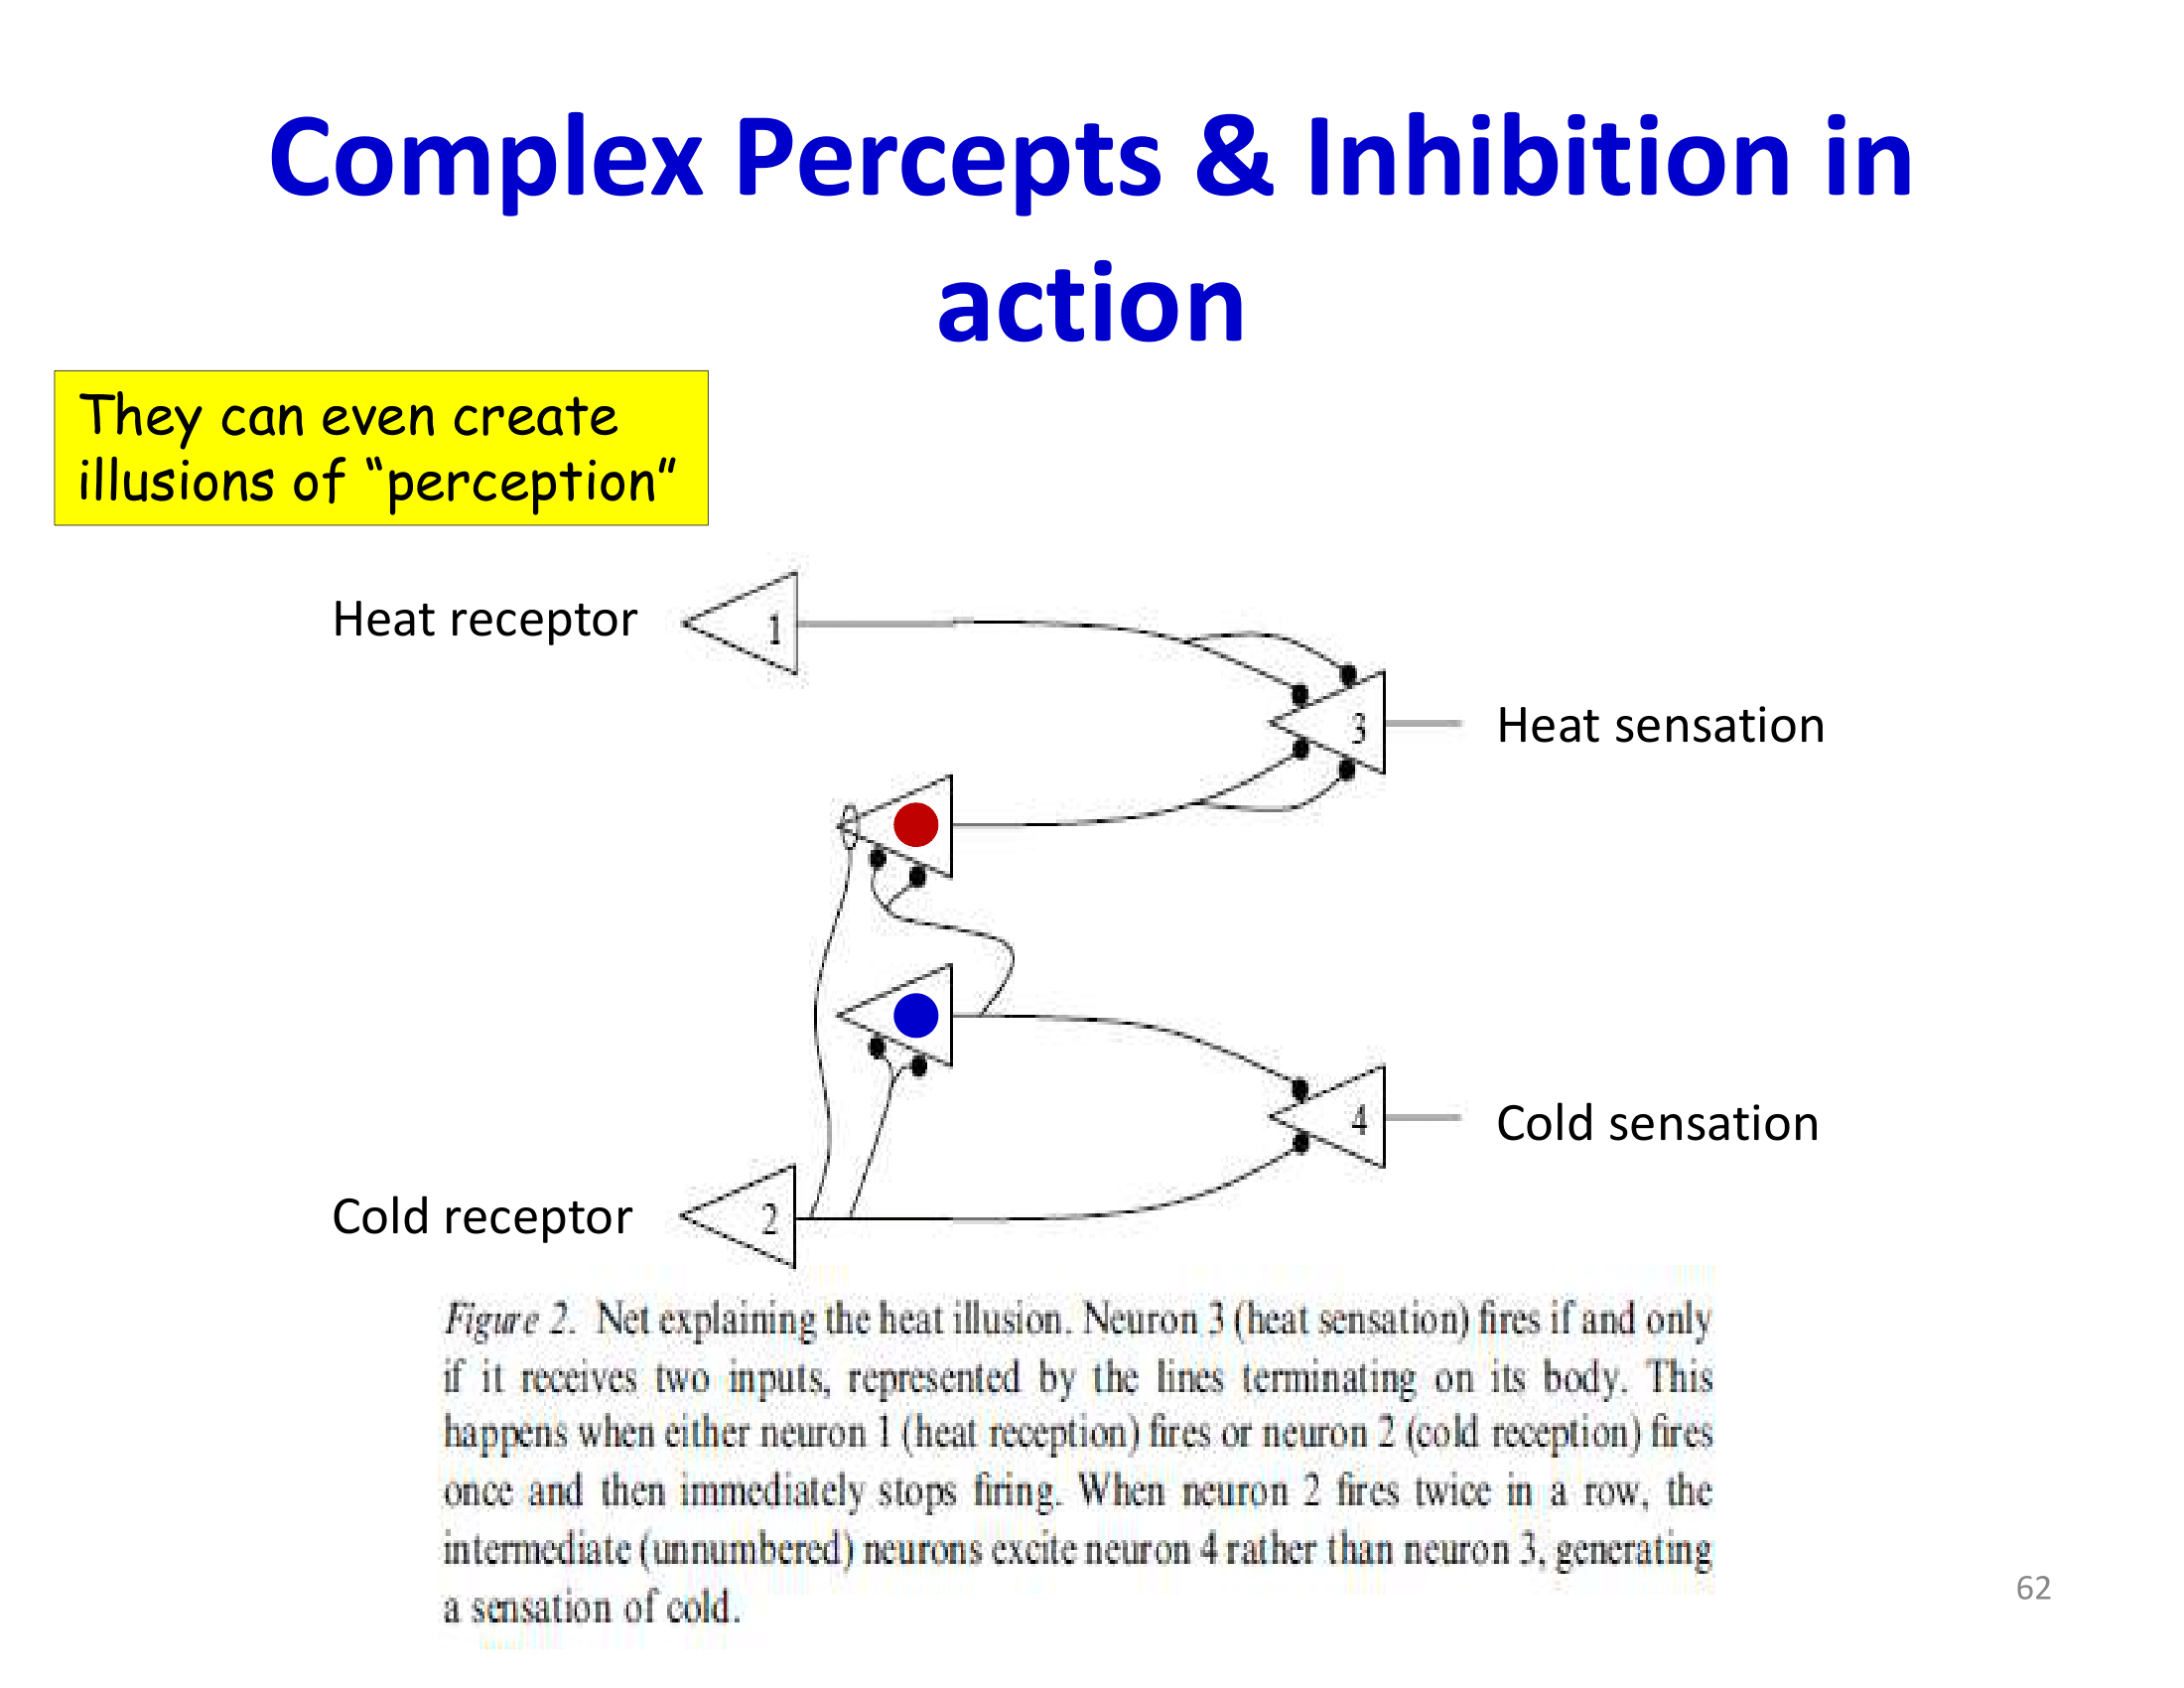 Complex Percepts & Inhibition in
action
They can even create
illusions of “perception”
Heat receptor
1
3
Heat sensation
4
Cold sensation
Cold receptor
2
Figure 2. Net explaining the heat illusion. Neuron 3 (heat sensation) fires if and only
if it receives two inputs, represented by the lines terminating on its body. This
happens when either neuron 1 (heat reception) fires or neuron 2 (cold reception) fires
once and then immediately stops firing. When neuron 2 fires twice in a row, the
intermediate (unnumbered) neurons excite neuron 4 rather than neuron 3, generating
a sensation of cold.
62